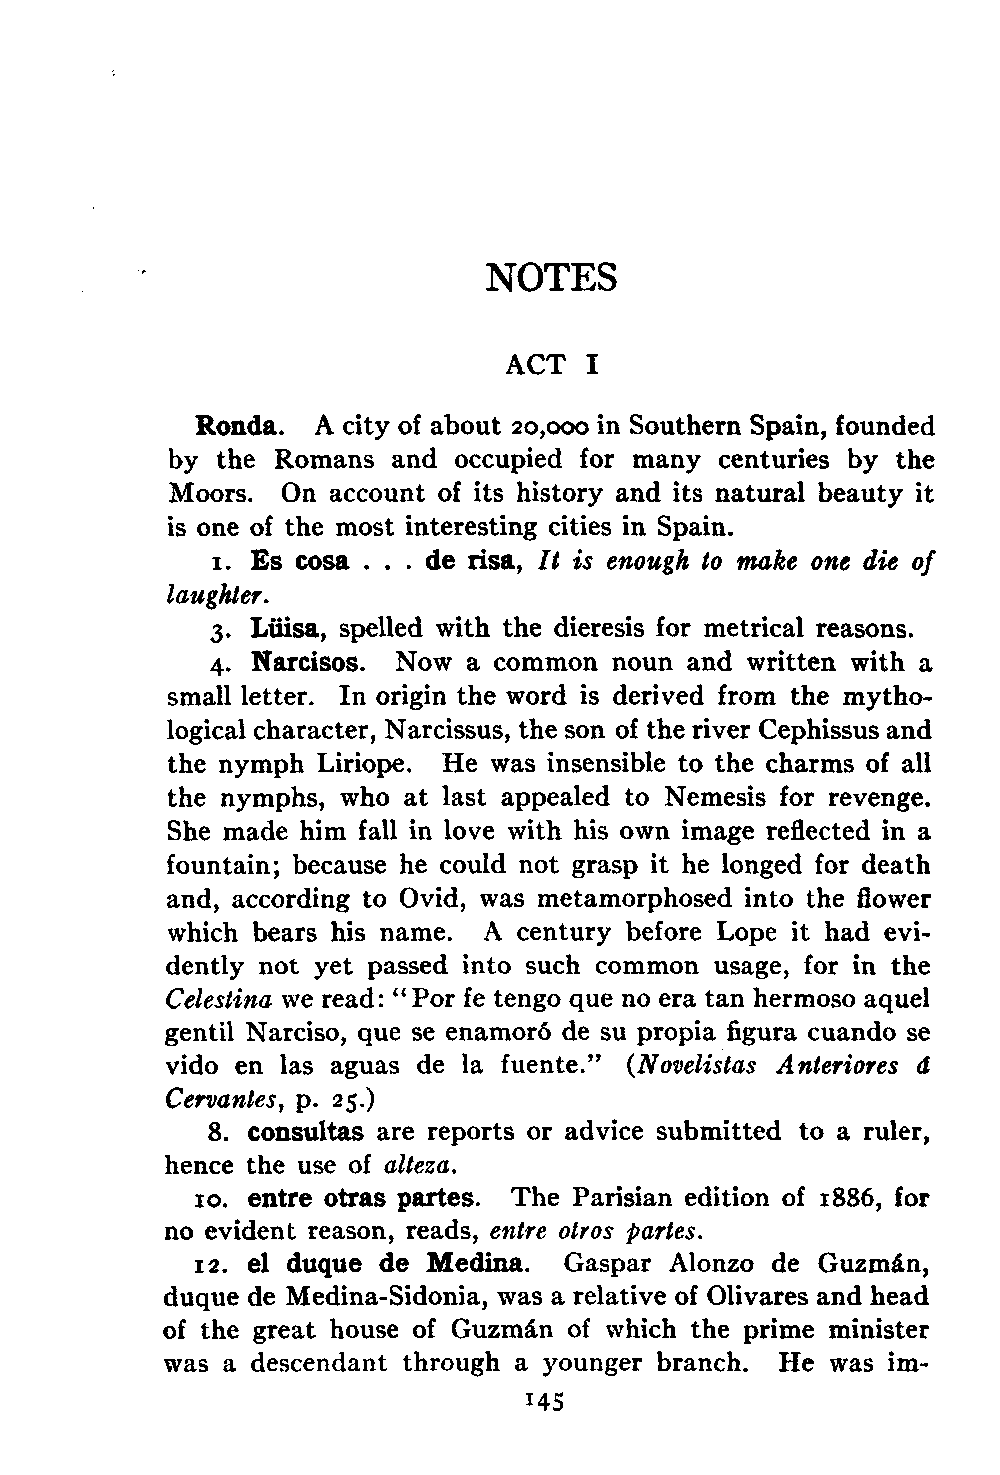 NOTES
ACT I
Ronda. A city of about 20,000 in Southern Spain, founded
by the Romans and occupied for many centuries by the
Moors. On account of its history and its natural beauty it
is one of the most interesting cities in Spain.
1. Es cosa . . . de risa, It is enough to make one die of
laughter.
3. Lüisa, spelled with the dieresis for metrical reasons.
4. Narcisos. Now a common noun and written with a
small letter. In origin the word is derived from the mytho-
logical character, Narcissus, the son of the river Cephissus and
the nymph Liriope. He was insensible to the charms of all
the nymphs, who at last appealed to Nemesis for revenge.
She made him fall in love with his own image reflected in a
fountain; because he could not grasp it he longed for death
and, according to Ovid, was metamorphosed into the flower
which bears his name. A century before Lope it had evi-
dently not yet passed into such common usage, for in the
Celestina we read: “Por fe tengo que no era tan hermoso aquel
gentil Narciso, que se enamoró de su propia figura cuando se
vido en las aguas de la fuente.” (Novelistas Anteriores á
Cervantes, p. 25.)
8. consultas are reports or advice submitted to a ruler,
hence the use of alteza.
10. entre otras partes. The Parisian edition of 1886, for
no evident reason, reads, entre otros partes.
12. el duque de Medina. Gaspar Alonzo de Guzmán,
duque de Medina-Sidonia, was a relative of Olivares and head
of the great house of Guzmán of which the prime minister
was a descendant through a younger branch. He was im-
145